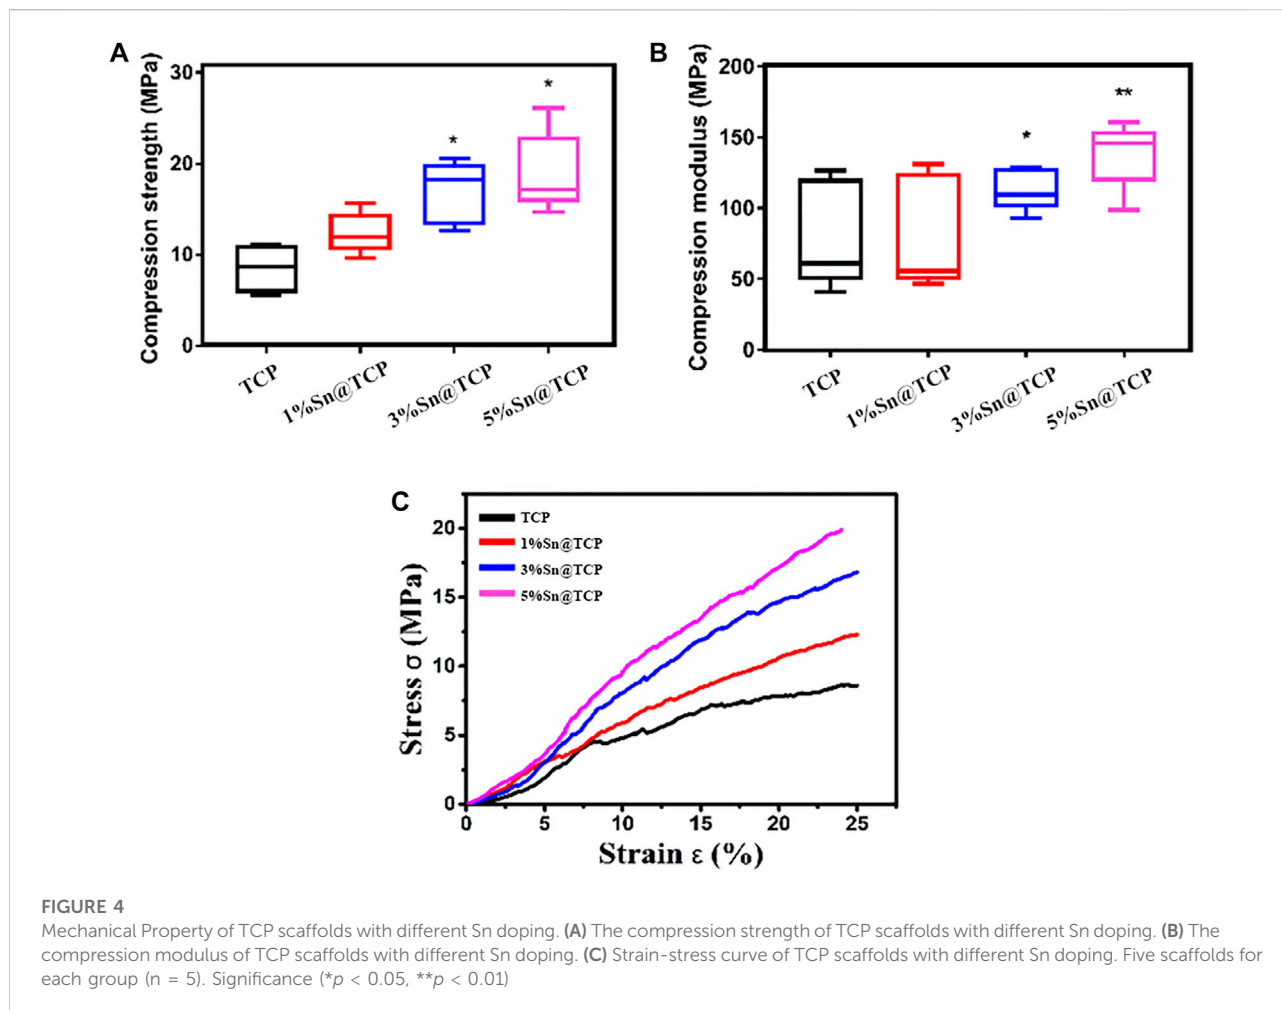 A
Compression strength (MPa)
30
20
10
0
*
*
TCP
1%Sn@TCP
3%Sn@TCP
5%Sn@TCP
B
Compression modulus (MPa)
200
150
100
50
0
*
**
TCP
1%Sn@TCP
3%Sn@TCP
5%Sn@TCP
C
Stress σ (MPa)
20
15
10
5
0
TCP
1%Sn@TCP
3%Sn@TCP
5%Sn@TCP
0 5 10 15 20 25
Strain ε (%)
FIGURE 4
Mechanical Property of TCP scaffolds with different Sn doping. (A) The compression strength of TCP scaffolds with different Sn doping. (B) The
compression modulus of TCP scaffolds with different Sn doping. (C) Strain-stress curve of TCP scaffolds with different Sn doping. Five scaffolds for
each group (n = 5). Significance (*p < 0.05, **p < 0.01)